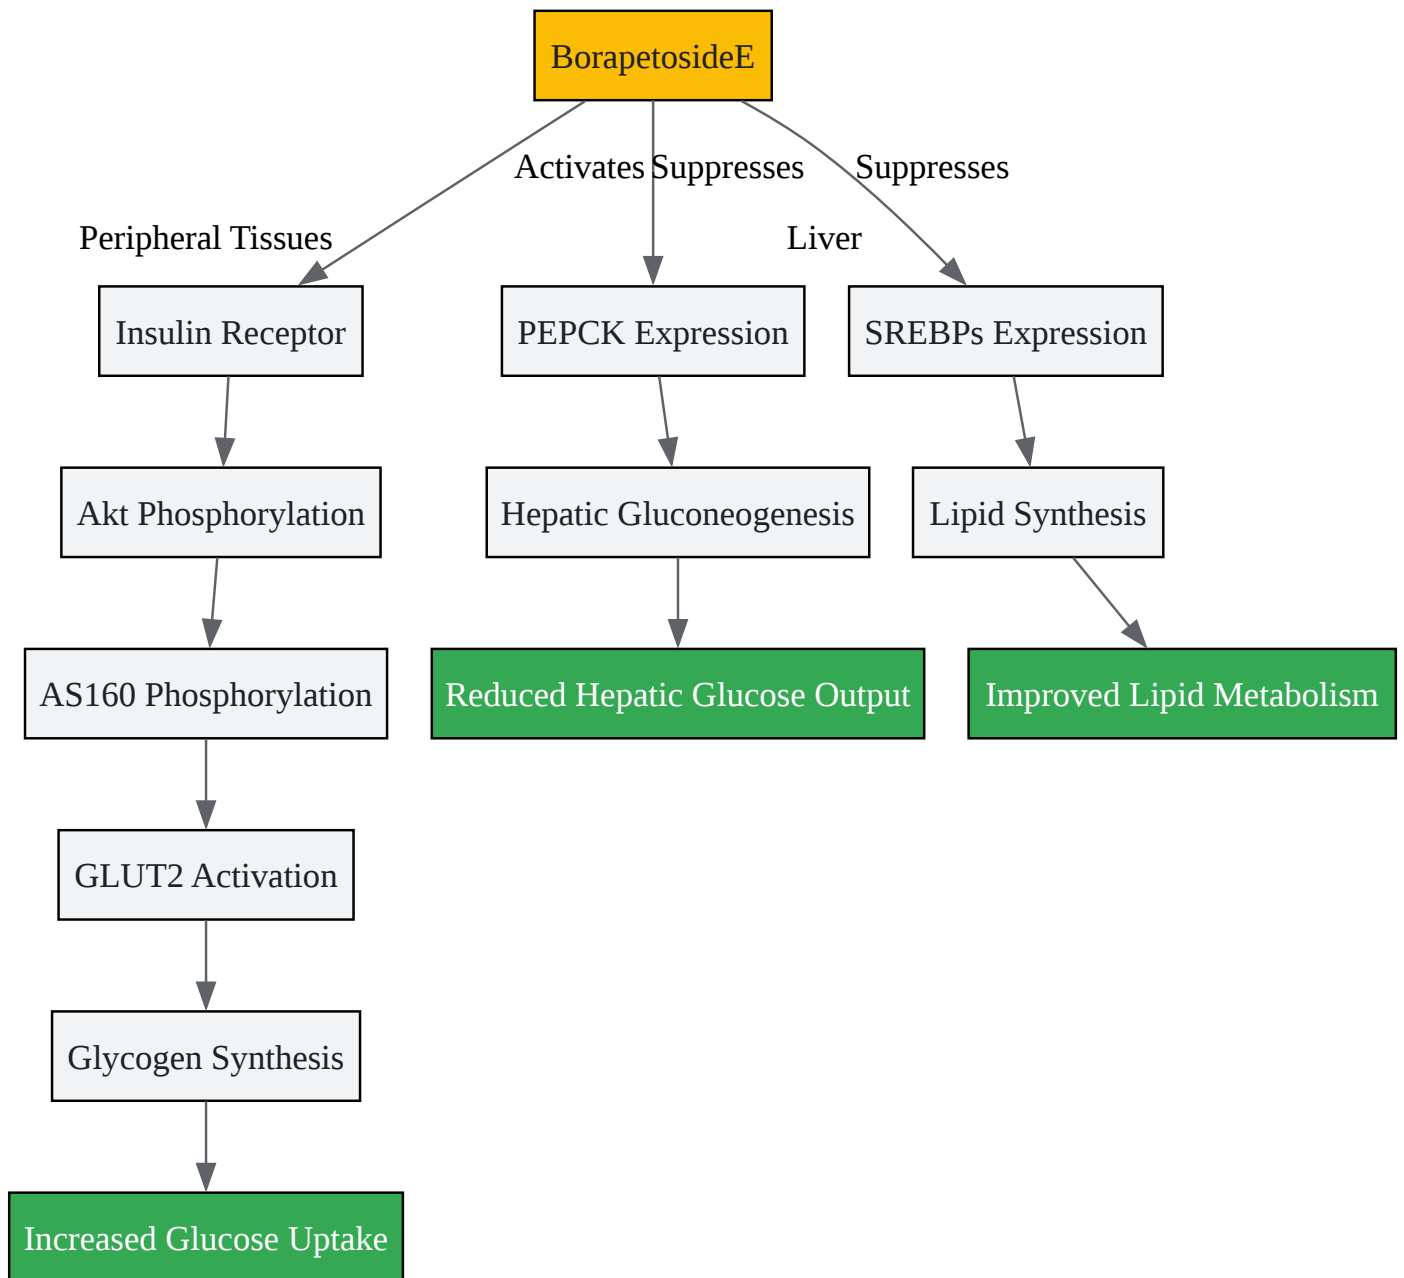 BorapetosideE
Activates
Suppresses
Suppresses
Peripheral Tissues
Liver
Insulin Receptor
PEPCK Expression
SREBPs Expression
Akt Phosphorylation
Hepatic Gluconeogenesis
Lipid Synthesis
AS160 Phosphorylation
Reduced Hepatic Glucose Output
Improved Lipid Metabolism
GLUT2 Activation
Glycogen Synthesis
Increased Glucose Uptake